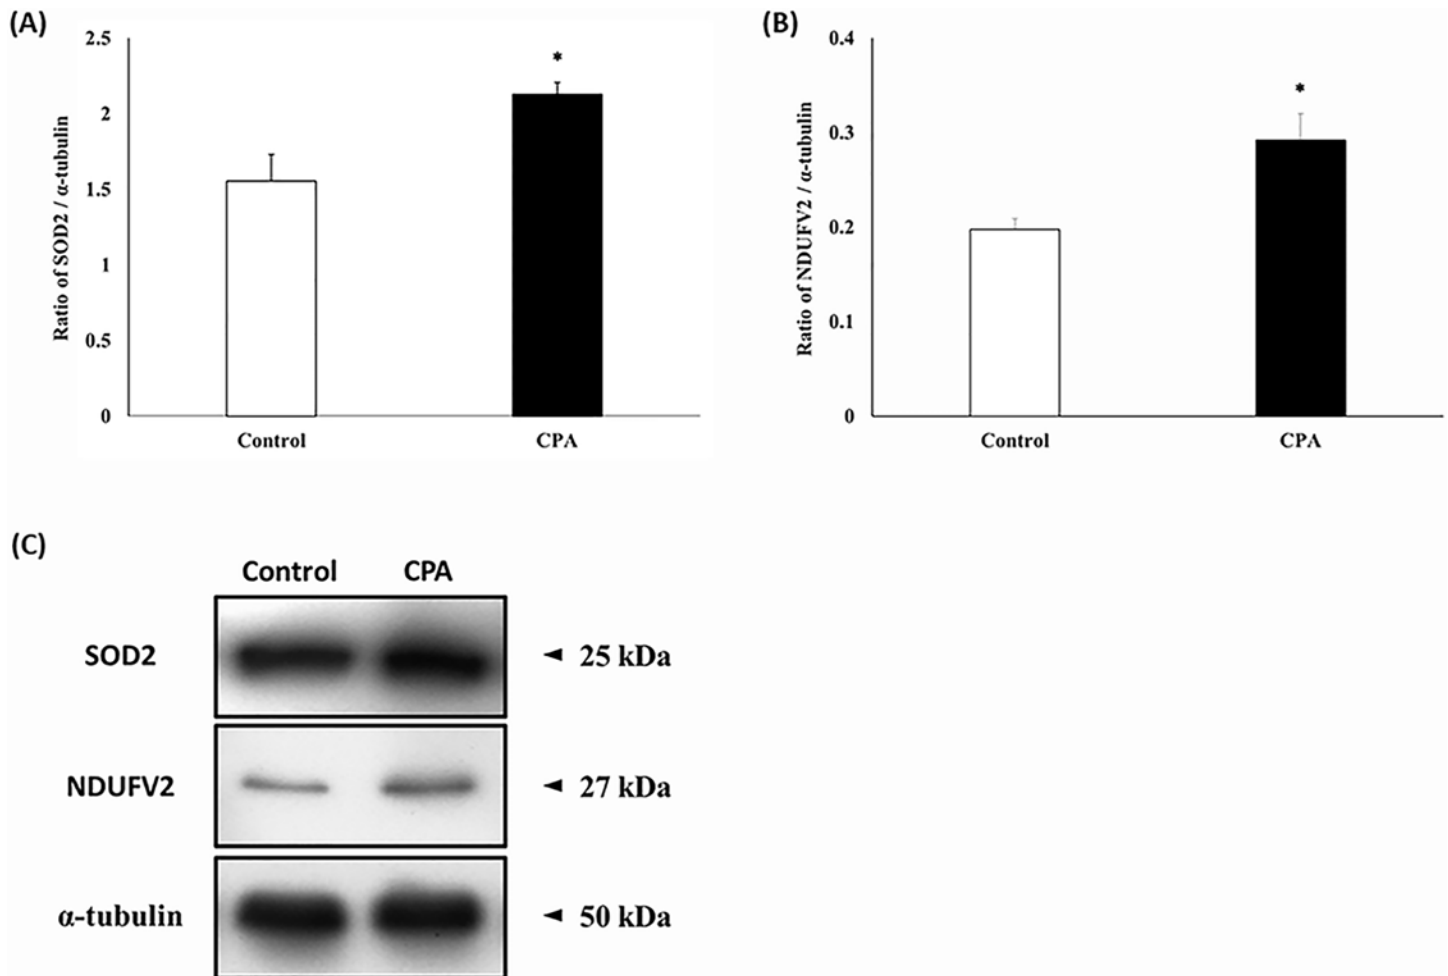 (A)
2.5
2
1.5
1
0.5
0
Ratio of SOD2 / α-tubulin
*
Control CPA
(B)
0.4
0.3
0.2
0.1
0
Ratio of NDUFV2 / α-tubulin
*
Control CPA
(C)
Control CPA
SOD2 ◄ 25 kDa
NDUFV2 ◄ 27 kDa
α-tubulin ◄ 50 kDa